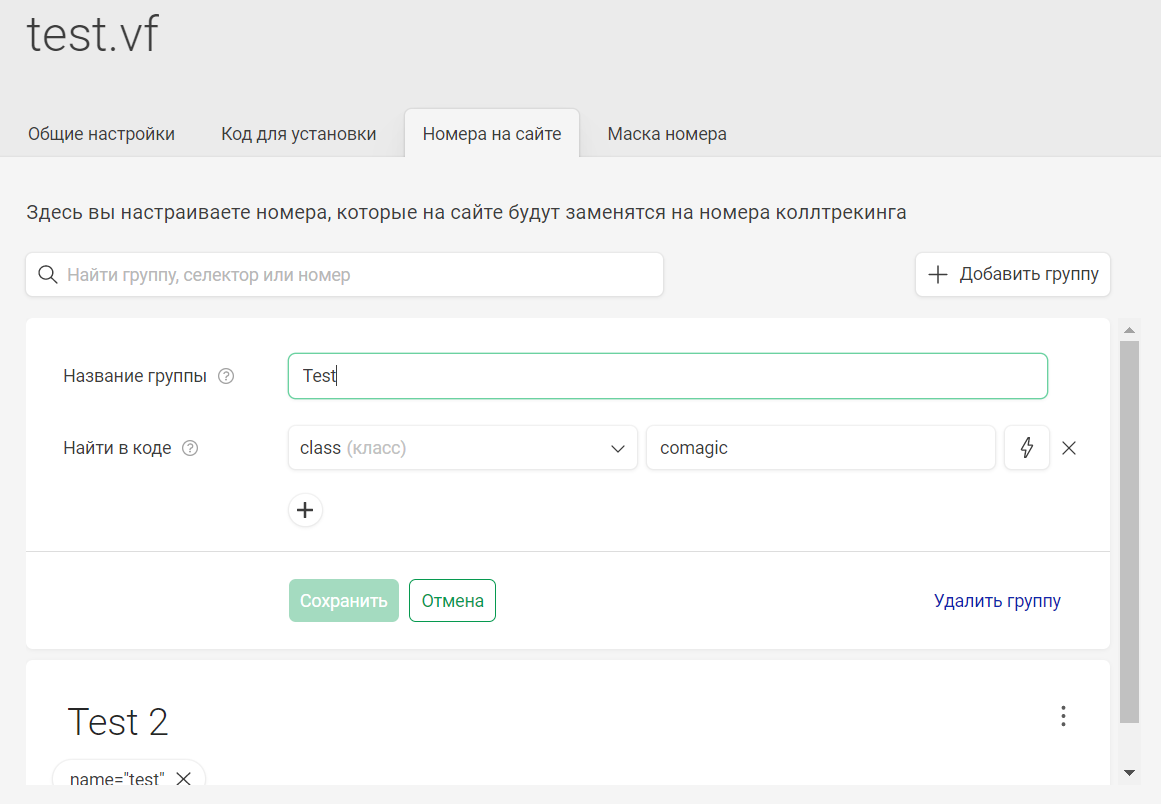 test.vf
Общие настройки Код для установки Номера на сайте Маска номера
Здесь вы настраиваете номера, которые на сайте будут заменятся на номера коллтрекинга
Найти группу, селектор или номер
Добавить группу
Название группы ? Test
Найти в коде ? class (класс) comagic
Сохранить Отмена Удалить группу
Test 2
name="test"